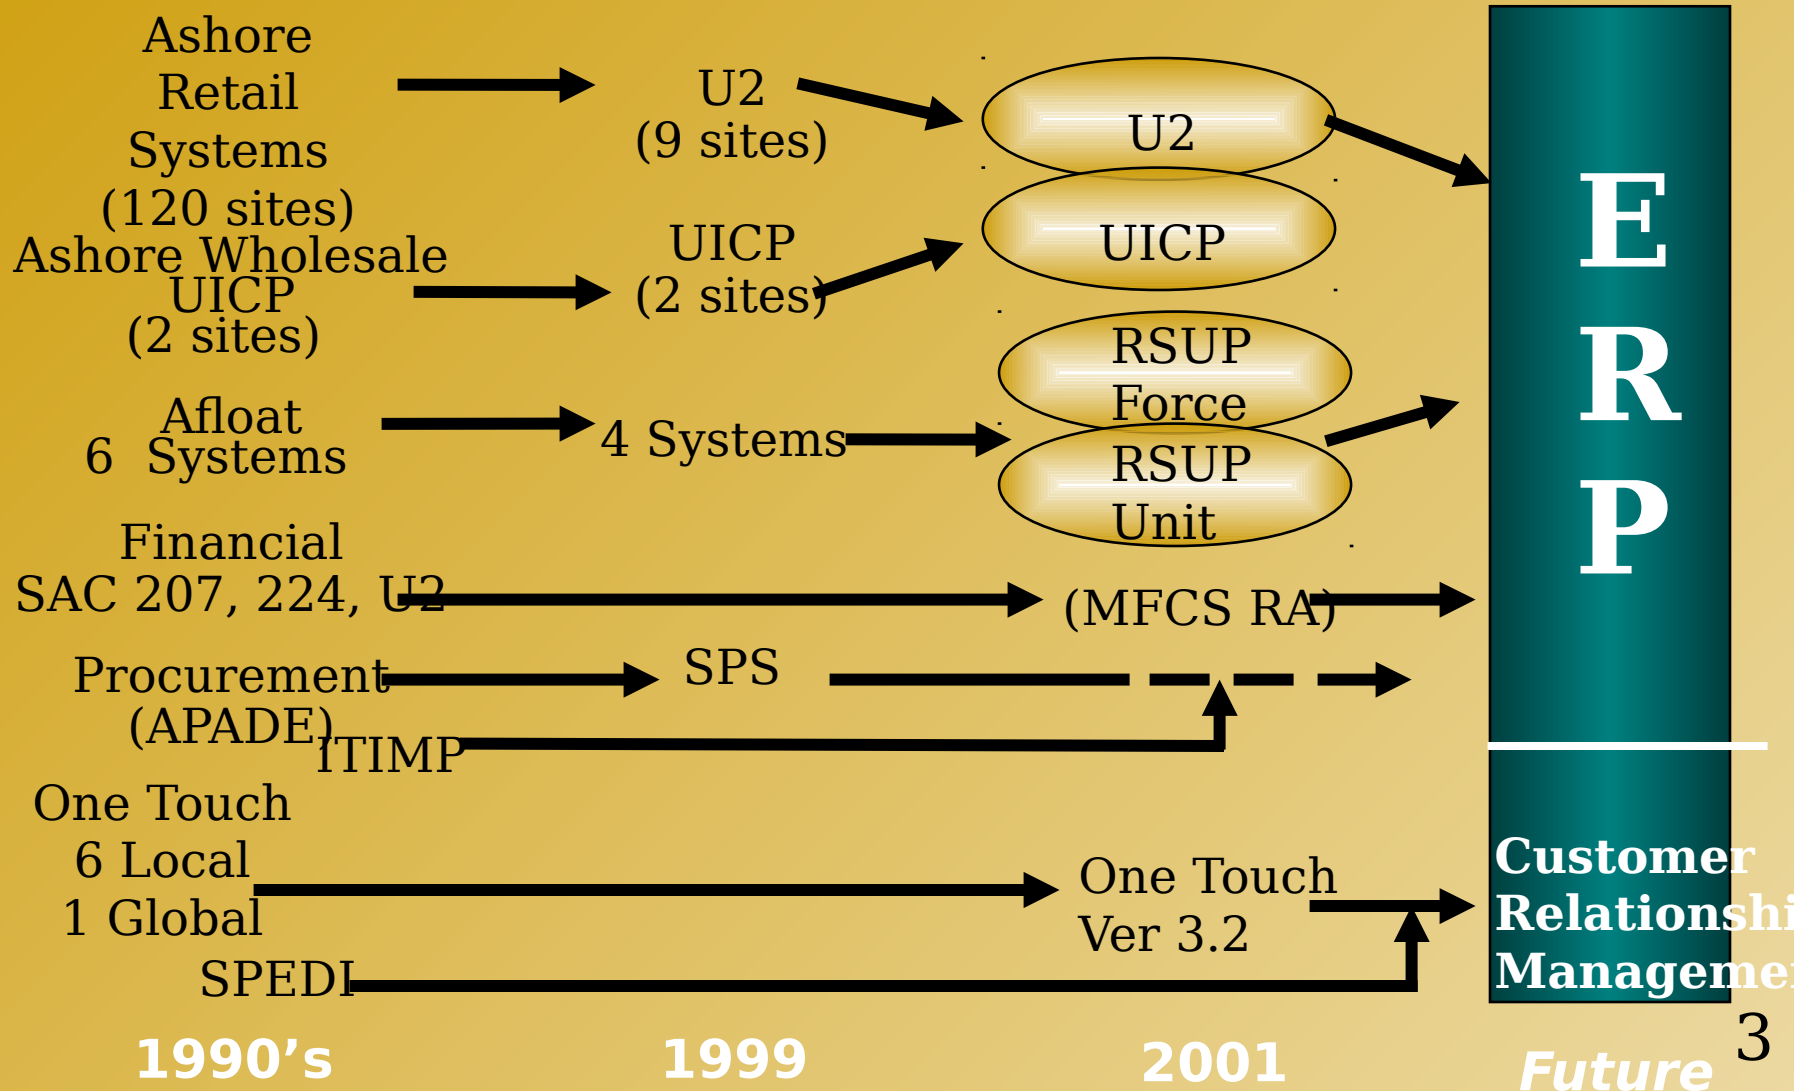 Ashore
Retail
Systems
(120 sites)
U2
(9 sites)
U2
Ashore Wholesale
UICP
(2 sites)
UICP
(2 sites)
UICP
Afloat
6 Systems
4 Systems
RSUP
Force
RSUP
Unit
Financial
SAC 207, 224, U2
(MFCS RA)
Procurement
(APADE)
SPS
ITIMP
One Touch
6 Local
1 Global
One Touch
Ver 3.2
SPEDI
E
R
P
Customer
Relationshi
Managemen
1990’s
1999
2001
Future
3